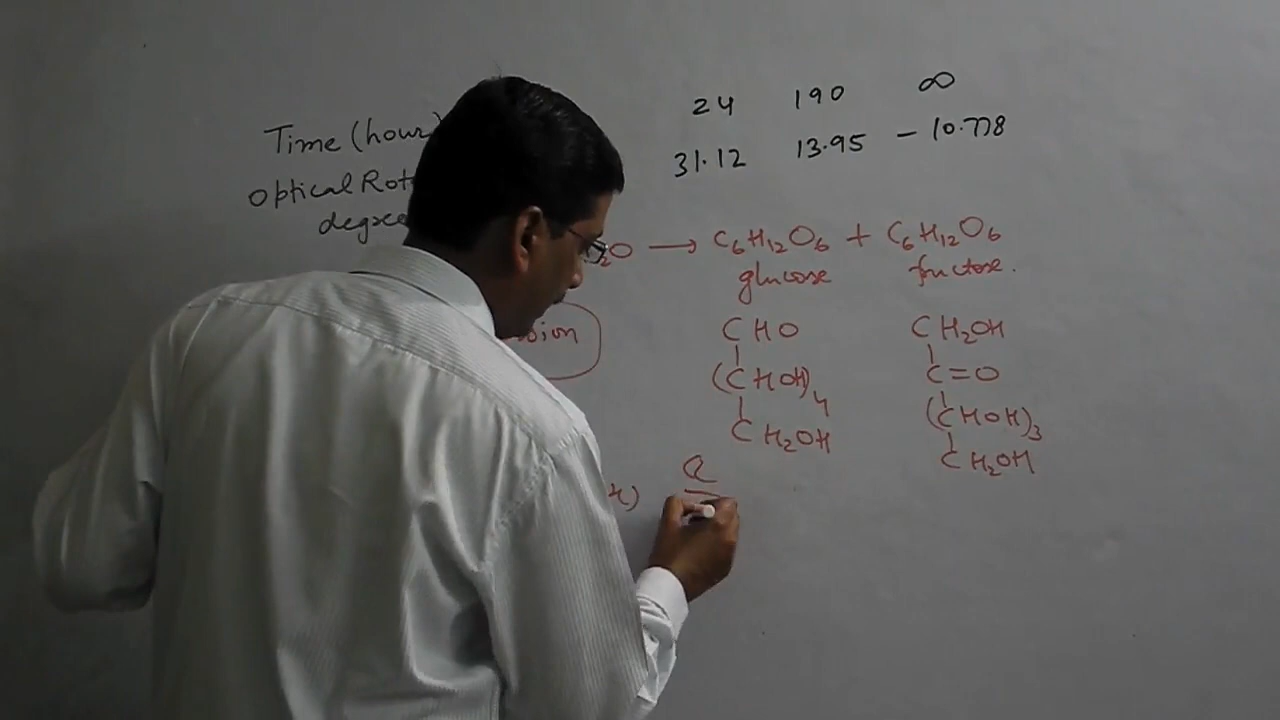 24 190 ∞
Time (hour)
31.12 13.95 - 10.778
Optical Rot
degree
2O → C6H12O6 + C6H12O6
glucose fructose.
CHO CH2OH
(CHOH)4 C=O
CH2OH (CHOH)3
CH2OH